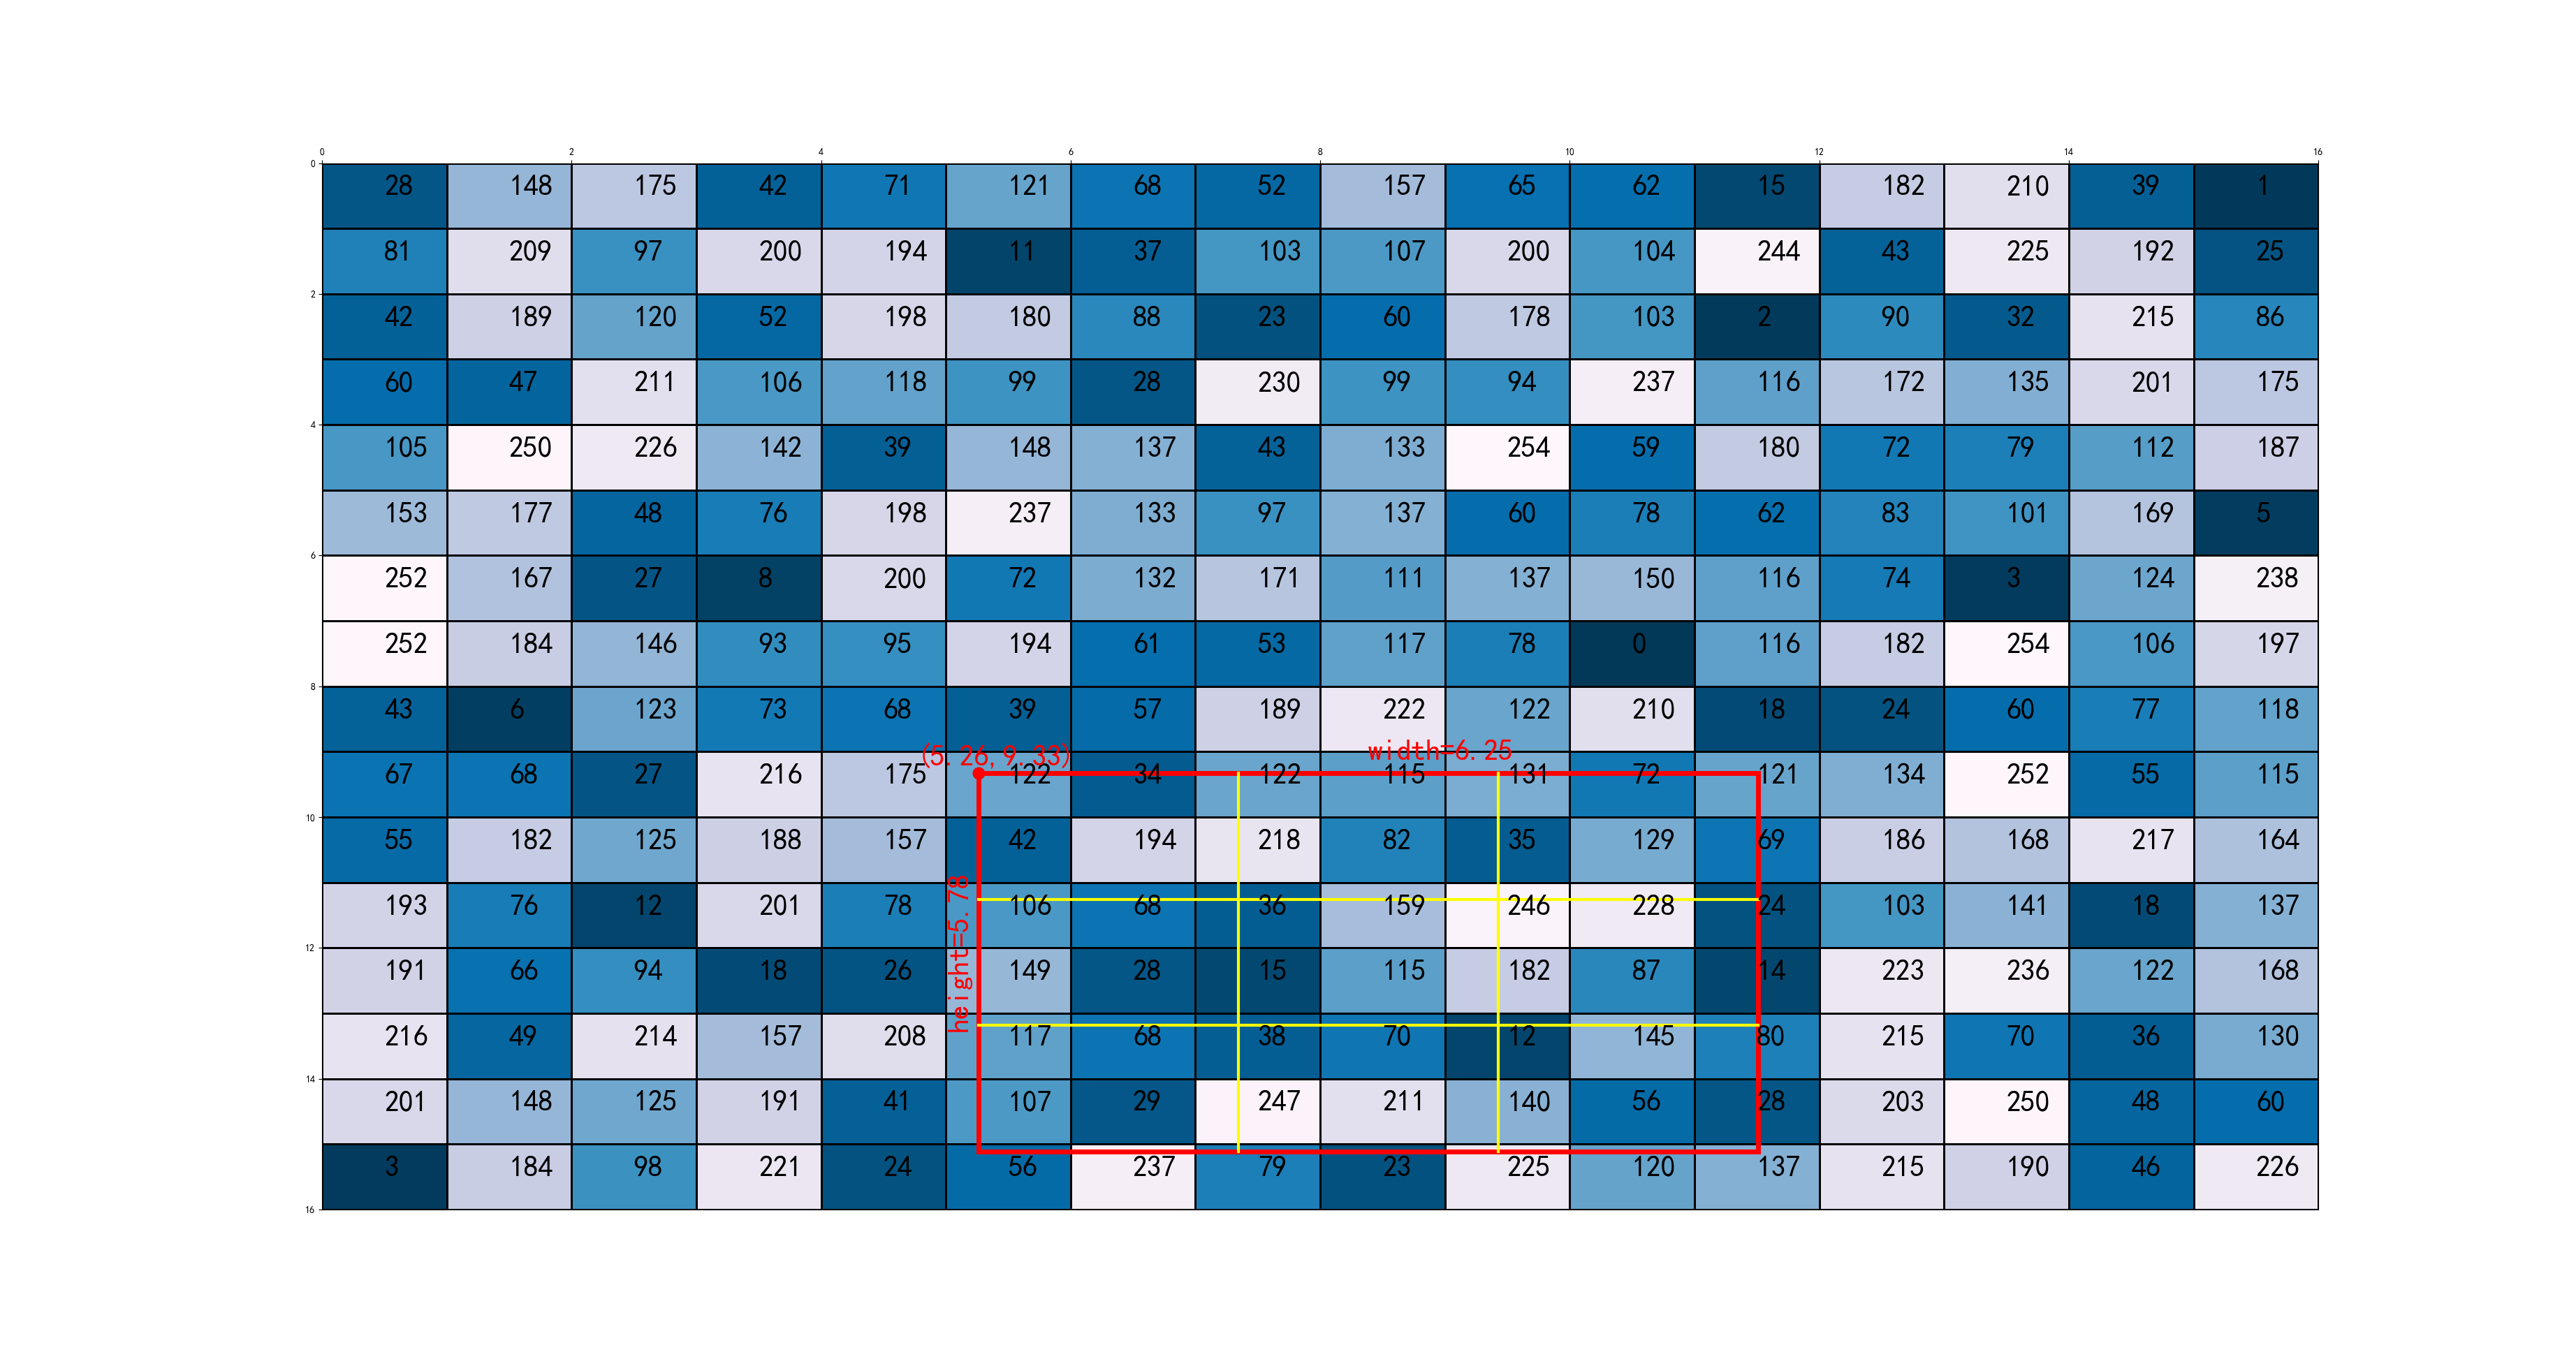 0 2 4 6 8 10 12 14 16
0
28 148 175 42 71 121 68 52 157 65 62 15 182 210 39 1
81 209 97 200 194 11 37 103 107 200 104 244 43 225 192 25
2
42 189 120 52 198 180 88 23 60 178 103 2 90 32 215 86
60 47 211 106 118 99 28 230 99 94 237 116 172 135 201 175
4
105 250 226 142 39 148 137 43 133 254 59 180 72 79 112 187
153 177 48 76 198 237 133 97 137 60 78 62 83 101 169 5
6
252 167 27 8 200 72 132 171 111 137 150 116 74 3 124 238
252 184 146 93 95 194 61 53 117 78 0 116 182 254 106 197
8
43 6 123 73 68 39 57 189 222 122 210 18 24 60 77 118
(5.26,9.33) width=6.25
67 68 27 216 175 122 34 122 115 131 72 121 134 252 55 115
10
55 182 125 188 157 42 194 218 82 35 129 69 186 168 217 164
193 76 12 201 78 106 68 36 159 246 228 24 103 141 18 137
height=5.78
12
191 66 94 18 26 149 28 15 115 182 87 14 223 236 122 168
216 49 214 157 208 117 68 38 70 12 145 80 215 70 36 130
14
201 148 125 191 41 107 29 247 211 140 56 28 203 250 48 60
3 184 98 221 24 56 237 79 23 225 120 137 215 190 46 226
16